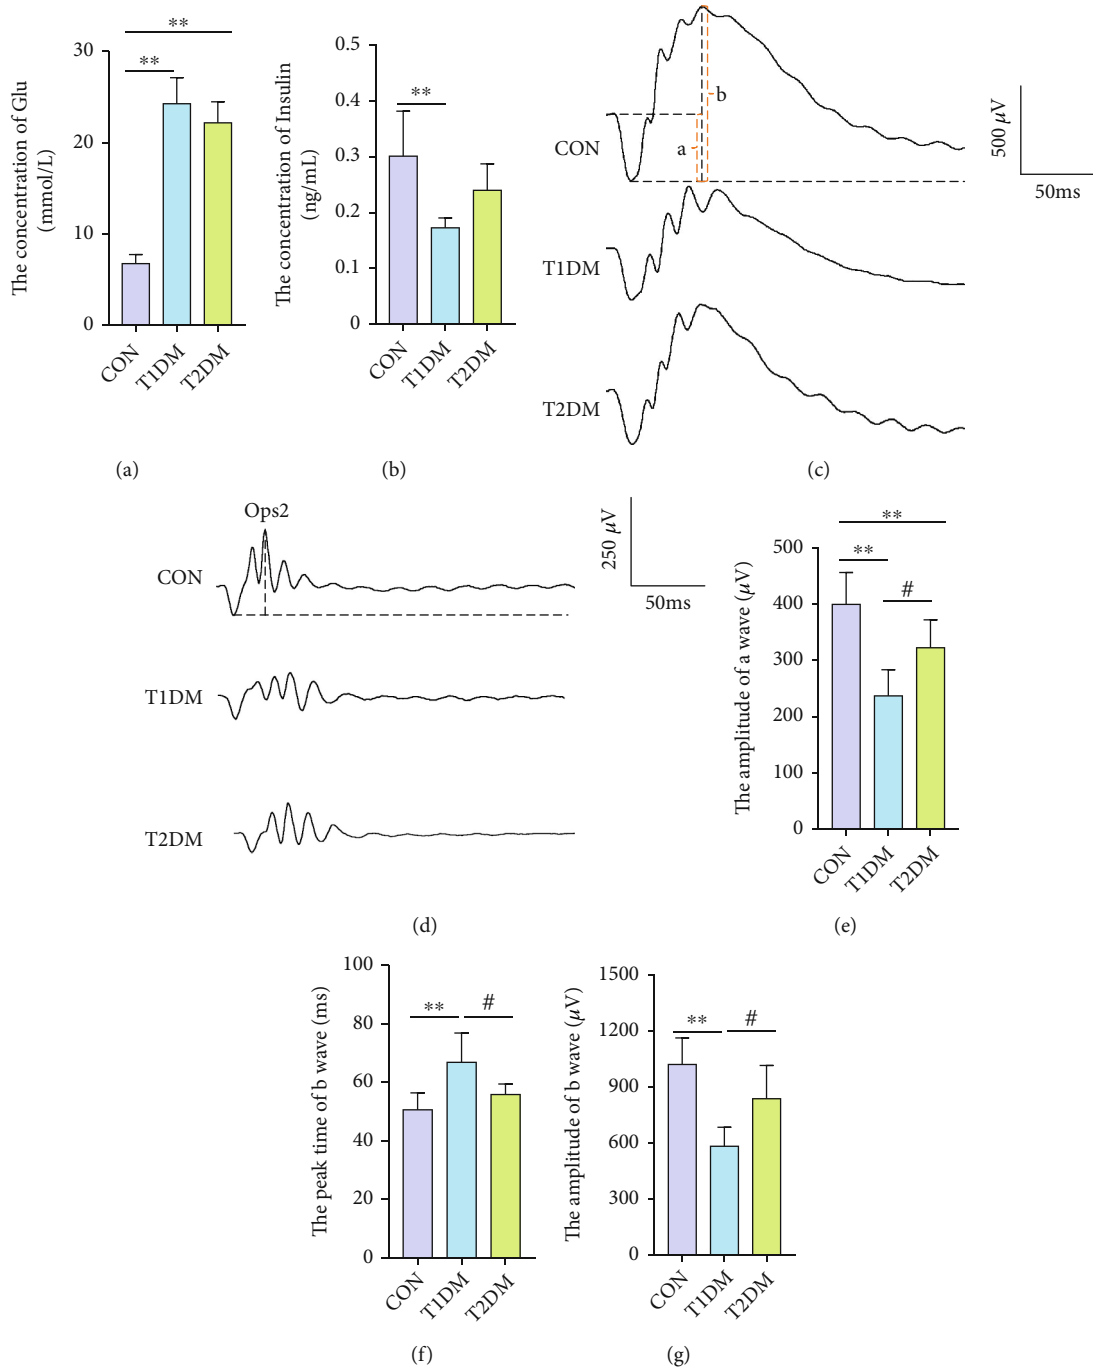 **
**
30
20
10
0
The concentration of Glu
(mmol/L)
CON
T1DM
T2DM
(a)
0.5
0.4
0.3
0.2
0.1
0
**
The concentration of Insulin
(ng/mL)
CON
T1DM
T2DM
(b)
CON
a
b
T1DM
T2DM
500 μV
50ms
(c)
Ops2
CON
T1DM
T2DM
250 μV
50ms
(d)
**
**
#
500
400
300
200
100
0
The amplitude of a wave (μV)
CON
T1DM
T2DM
(e)
100
80
60
40
20
0
**
#
The peak time of b wave (ms)
CON
T1DM
T2DM
(f)
1500
1200
900
600
300
0
**
#
The amplitude of b wave (μV)
CON
T1DM
T2DM
(g)